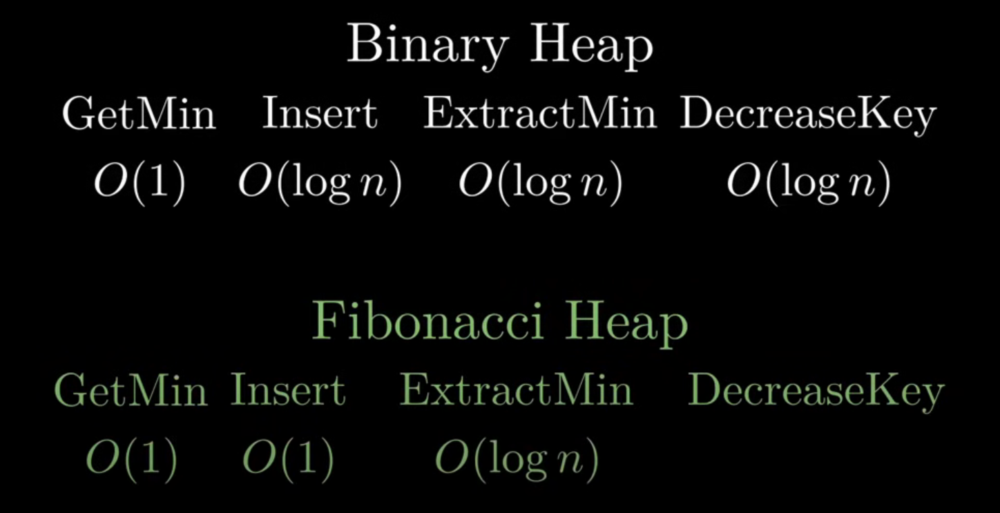 Binary Heap
GetMin Insert ExtractMin DecreaseKey
O(1) O(log n) O(log n) O(log n)
Fibonacci Heap
GetMin Insert ExtractMin DecreaseKey
O(1) O(1) O(log n)